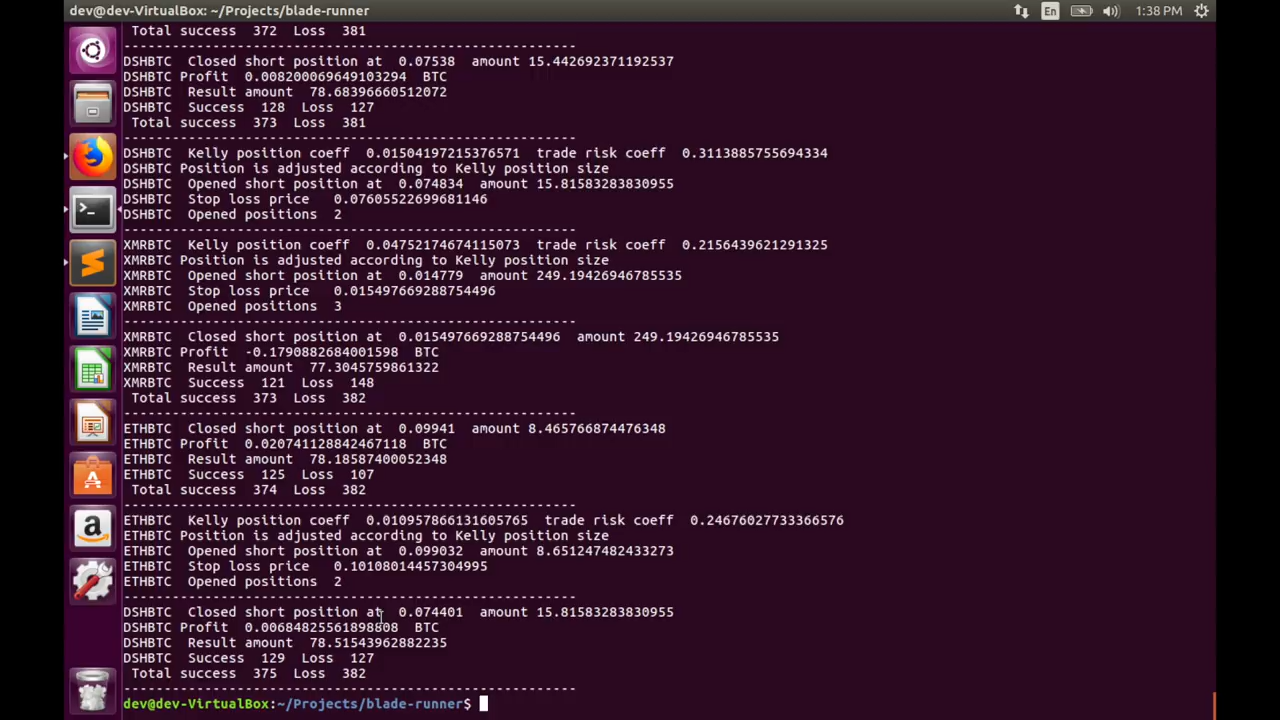 dev@dev-VirtualBox: ~/Projects/blade-runner
En
1:38 PM
Total success 372 Loss 381
--------------------------------------------------------
DSHBTC Closed short position at 0.07538 amount 15.442692371192537
DSHBTC Profit 0.008200069649103294 BTC
DSHBTC Result amount 78.68396660512072
DSHBTC Success 128 Loss 127
Total success 373 Loss 381
--------------------------------------------------------
DSHBTC Kelly position coeff 0.01504197215376571 trade risk coeff 0.3113885755694334
DSHBTC Position is adjusted according to Kelly position size
DSHBTC Opened short position at 0.074834 amount 15.81583283830955
DSHBTC Stop loss price 0.07605522699681146
DSHBTC Opened positions 2
--------------------------------------------------------
XMRBTC Kelly position coeff 0.04752174674115073 trade risk coeff 0.2156439621291325
XMRBTC Position is adjusted according to Kelly position size
XMRBTC Opened short position at 0.014779 amount 249.19426946785535
XMRBTC Stop loss price 0.015497669288754496
XMRBTC Opened positions 3
--------------------------------------------------------
XMRBTC Closed short position at 0.015497669288754496 amount 249.19426946785535
XMRBTC Profit -0.1790882684001598 BTC
XMRBTC Result amount 77.3045759861322
XMRBTC Success 121 Loss 148
Total success 373 Loss 382
--------------------------------------------------------
ETHBTC Closed short position at 0.09941 amount 8.465766874476348
ETHBTC Profit 0.020741128842467118 BTC
ETHBTC Result amount 78.18587400052348
ETHBTC Success 125 Loss 107
Total success 374 Loss 382
--------------------------------------------------------
ETHBTC Kelly position coeff 0.010957866131605765 trade risk coeff 0.24676027733366576
ETHBTC Position is adjusted according to Kelly position size
ETHBTC Opened short position at 0.099032 amount 8.651247482433273
ETHBTC Stop loss price 0.10108014457304995
ETHBTC Opened positions 2
--------------------------------------------------------
DSHBTC Closed short position at 0.074401 amount 15.81583283830955
DSHBTC Profit 0.00684825561898808 BTC
DSHBTC Result amount 78.51543962882235
DSHBTC Success 129 Loss 127
Total success 375 Loss 382
--------------------------------------------------------
dev@dev-VirtualBox:~/Projects/blade-runner$